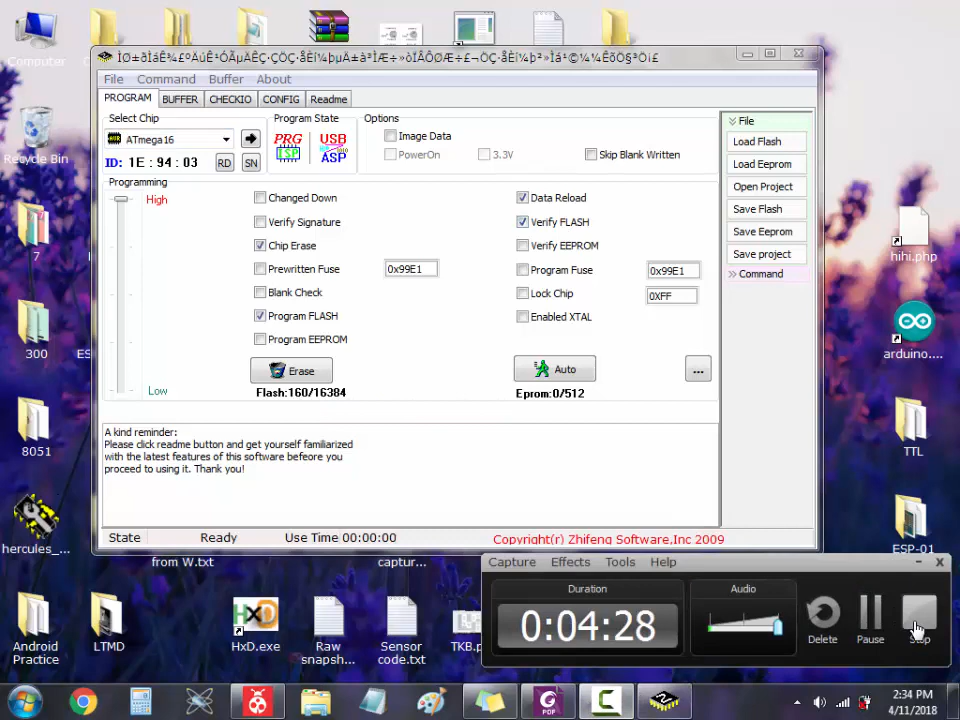 Computer
Recycle Bin
7
300
8051
hercules_...
Android
Practice
LTMD
from W.txt
captur...
HxD.exe
Raw
snapsh...
Sensor
code.txt
hihi.php
arduino....
TTL
ESP-01
File Command Buffer About
PROGRAM BUFFER CHECKIO CONFIG Readme
Select Chip
ATmega16
ID: 1E : 94 : 03 RD SN
Program State
PRG
ISP
USB
ASP
Options
Image Data
PowerOn 3.3V Skip Blank Written
Programming
High
Low
Changed Down
Verify Signature
Chip Erase
Prewritten Fuse 0x99E1
Blank Check
Program FLASH
Program EEPROM
Erase
Flash:160/16384
Data Reload
Verify FLASH
Verify EEPROM
Program Fuse 0x99E1
Lock Chip 0XFF
Enabled XTAL
Auto ...
Eprom:0/512
File
Load Flash
Load Eeprom
Open Project
Save Flash
Save Eeprom
Save project
Command
A kind reminder:
Please click readme button and get yourself familiarized
with the latest features of this software befeore you
proceed to using it. Thank you!
State Ready Use Time 00:00:00 Copyright(r) Zhifeng Software,Inc 2009
Capture Effects Tools Help
Duration
0:04:28
Audio
Delete Pause Stop
PDF
2:34 PM
4/11/2018